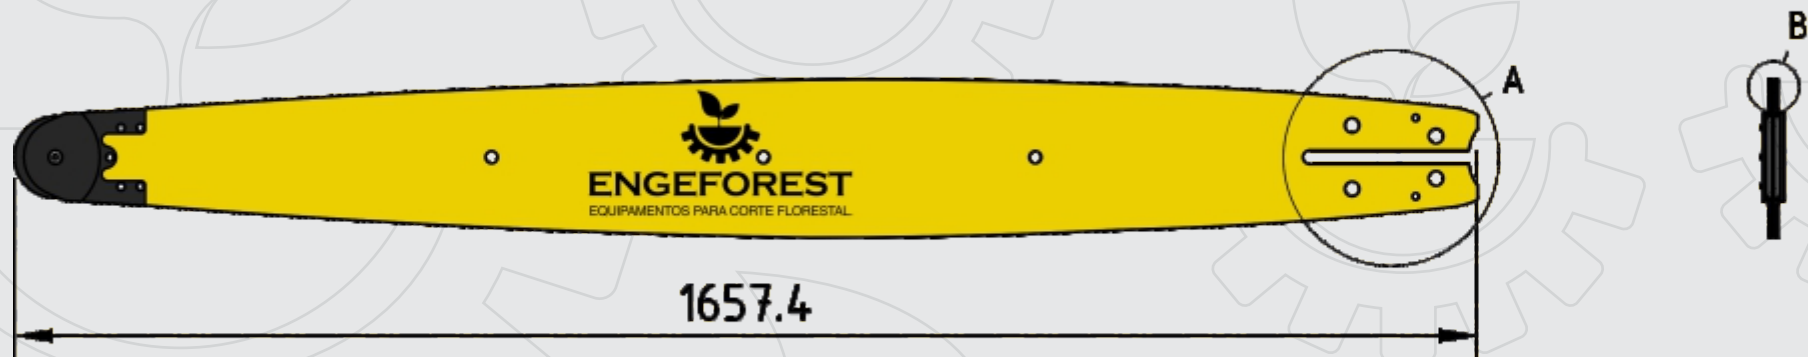 B
A
ENGEFOREST
EQUIPAMENTOS PARA CORTE FLORESTAL
1657.4